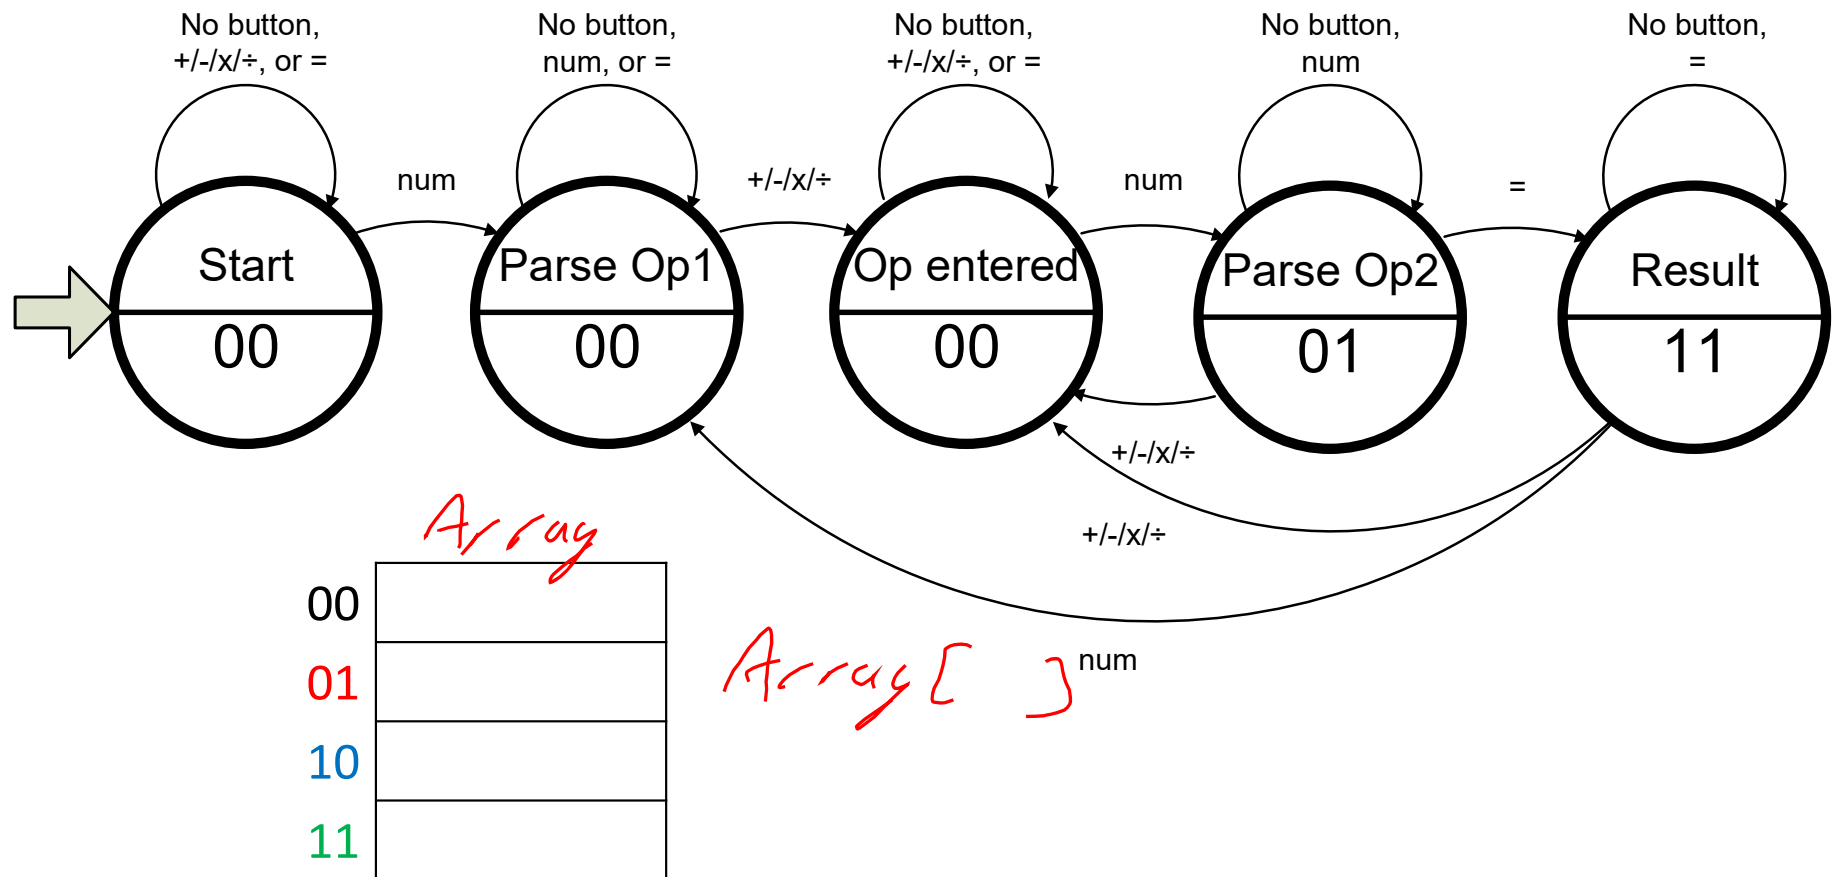 No button,
+/-/x/÷, or =
No button,
num, or =
No button,
+/-/x/÷, or =
No button,
num
No button,
=
num
+/-/x/÷
num
=
Start
00
Parse Op1
00
Op entered
00
Parse Op2
01
Result
11
+/-/x/÷
+/-/x/÷
num
Array
00
01
10
11
Array[ ]